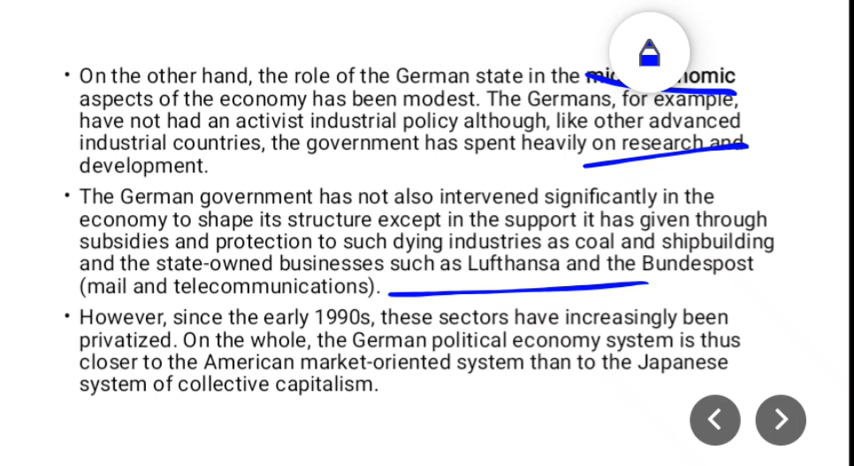 • On the other hand, the role of the German state in the
aspects of the economy has been modest. The Germans, for example,
have not had an activist industrial policy although, like other advanced
industrial countries, the government has spent heavily on research and
development.
• The German government has not also intervened significantly in the
economy to shape its structure except in the support it has given through
subsidies and protection to such dying industries as coal and shipbuilding
and the state-owned businesses such as Lufthansa and the Bundespost
(mail and telecommunications).
• However, since the early 1990s, these sectors have increasingly been
privatized. On the whole, the German political economy system is thus
closer to the American market-oriented system than to the Japanese
system of collective capitalism.